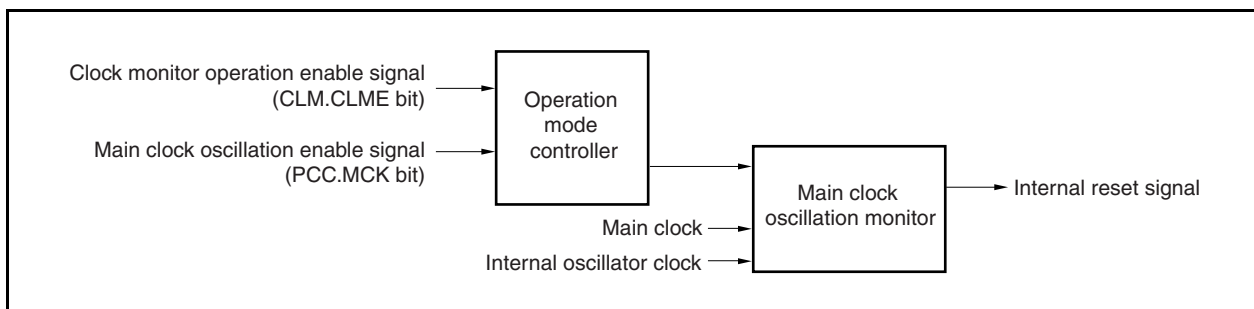 Clock monitor operation enable signal
(CLM.CLME bit)
Main clock oscillation enable signal
(PCC.MCK bit)
Operation
mode
controller
Main clock
Internal oscillator clock
Main clock
oscillation monitor
Internal reset signal